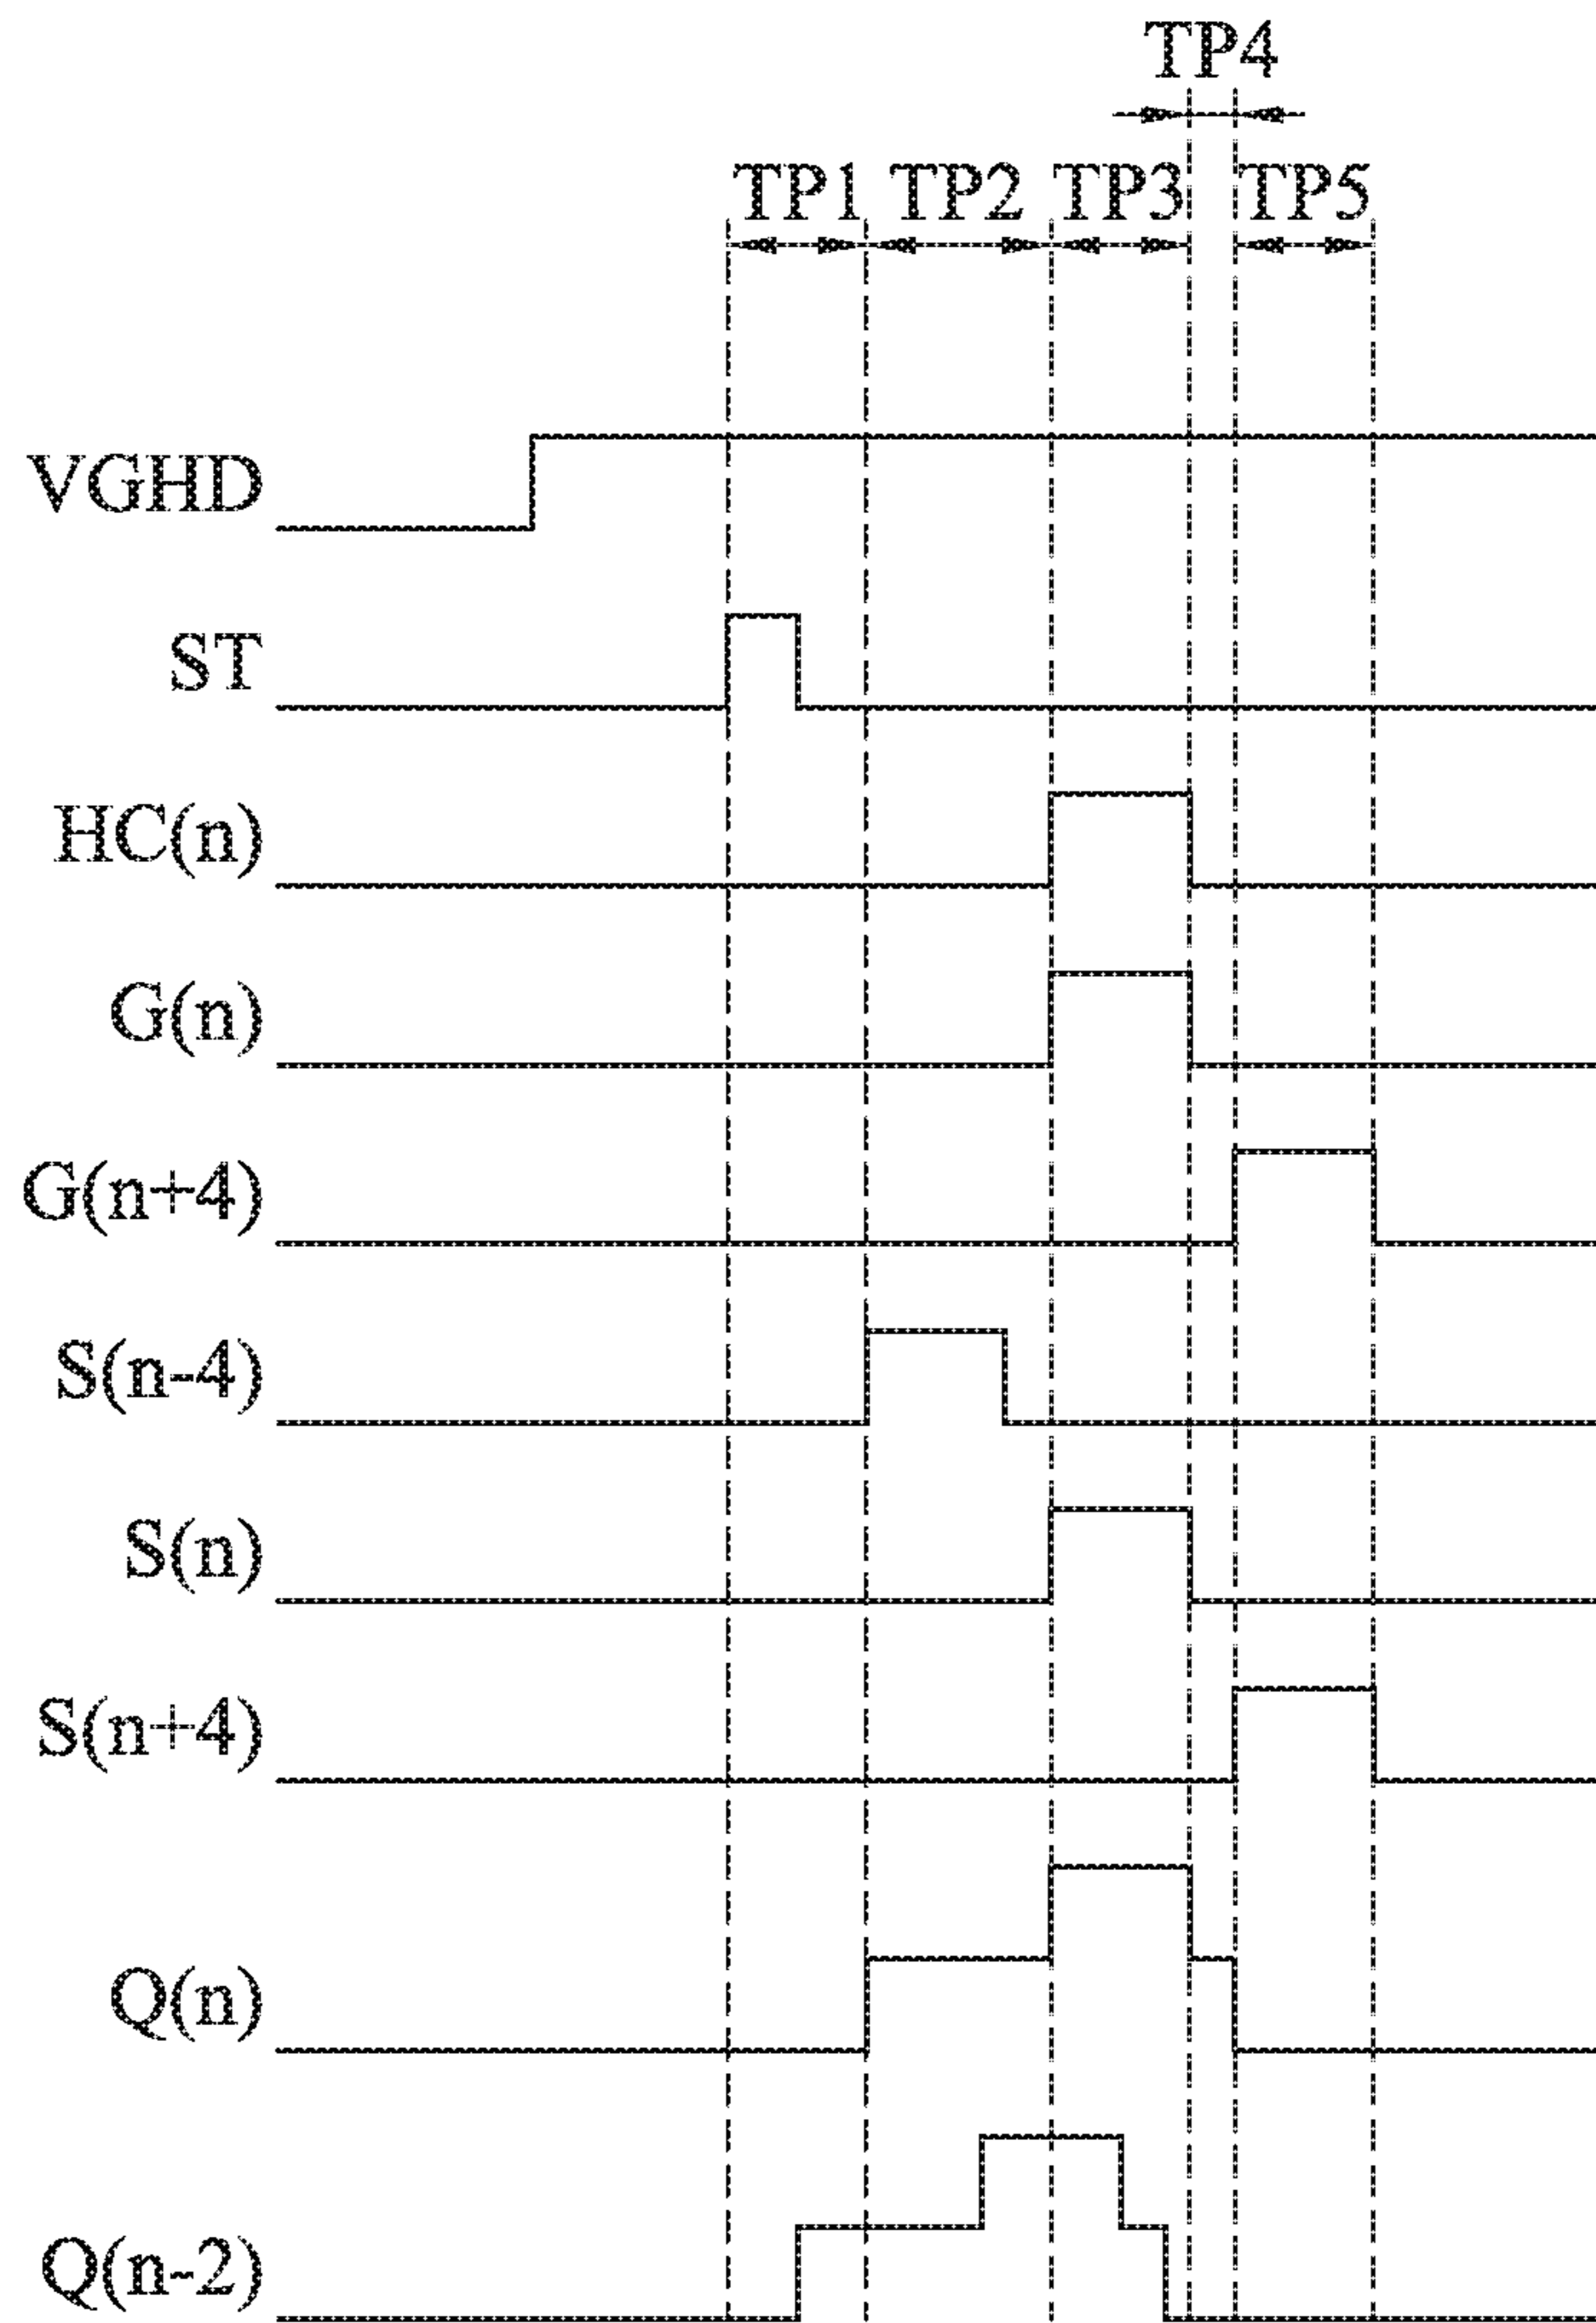 TP4
TP1 TP2 TP3 TP5
VGHD
ST
HC(n)
G(n)
G(n+4)
S(n-4)
S(n)
S(n+4)
Q(n)
Q(n-2)